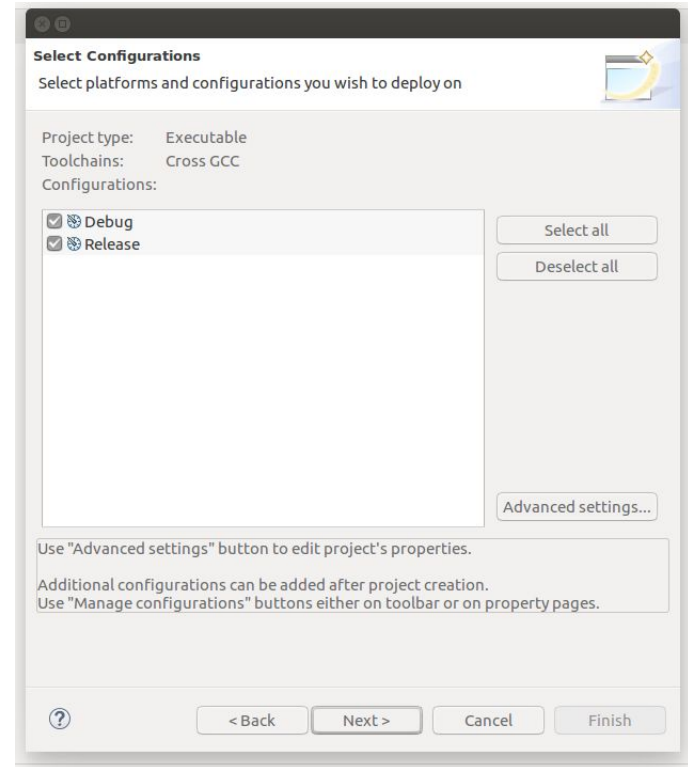 Select Configurations
Select platforms and configurations you wish to deploy on
Project type: Executable
Toolchains: Cross GCC
Configurations:
Debug
Release
Select all
Deselect all
Advanced settings...
Use "Advanced settings" button to edit project's properties.
Additional configurations can be added after project creation.
Use "Manage configurations" buttons either on toolbar or on property pages.
?
< Back
Next >
Cancel
Finish